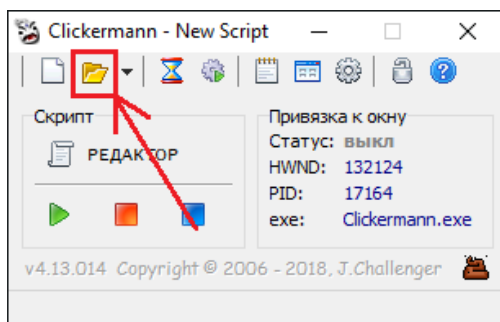 Clickermann - New Script
Скрипт
РЕДАКТОР
Привязка к окну
Статус: выкл
HWND: 132124
PID: 17164
exe: Clickermann.exe
v4.13.014 Copyright © 2006 - 2018, J.Challenger